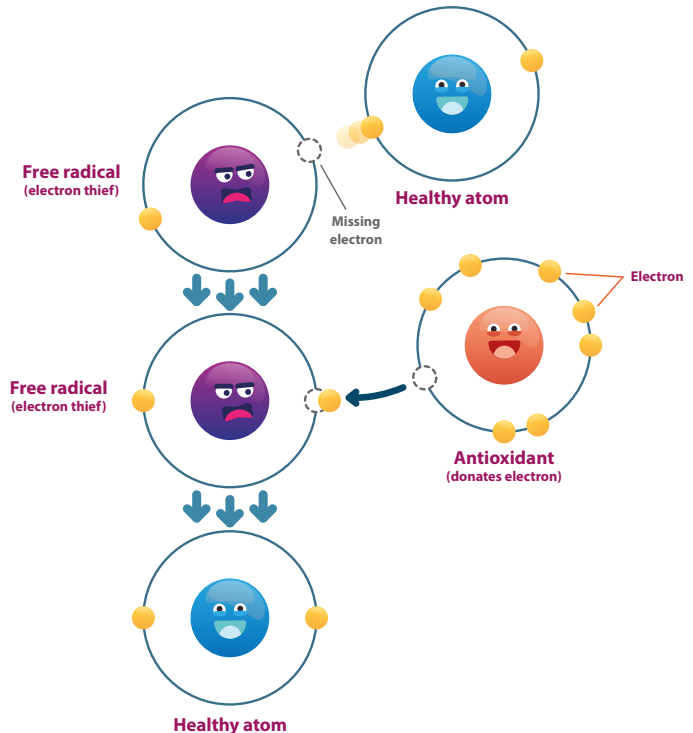 Free radical
(electron thief)
Healthy atom
Missing
electron
Electron
Free radical
(electron thief)
Antioxidant
(donates electron)
Healthy atom